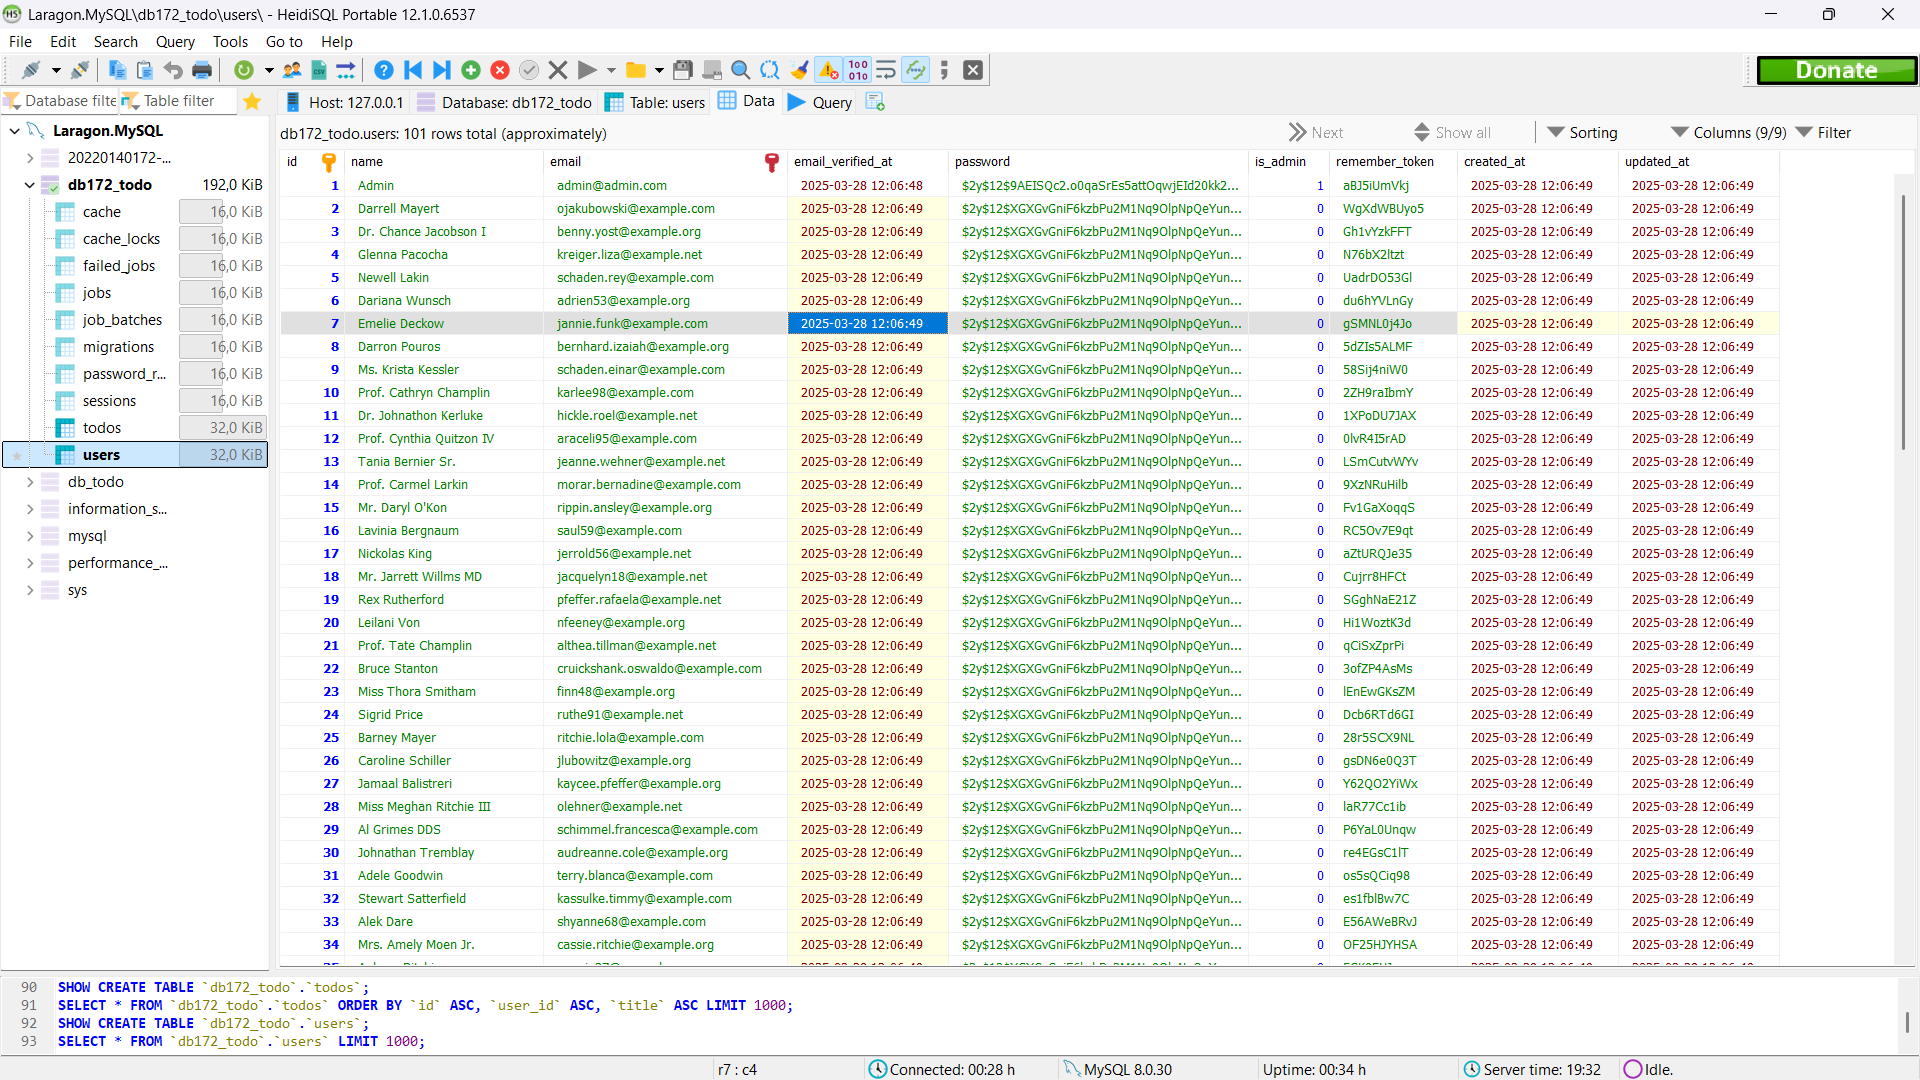 Laragon.MySQL\db172_todo\users\ - HeidiSQL Portable 12.1.0.6537
File Edit Search Query Tools Go to Help
Donate
Database filte Table filter
Host: 127.0.0.1 Database: db172_todo Table: users Data Query
Laragon.MySQL
20220140172-...
db172_todo 192,0 KiB
cache 16,0 KiB
cache_locks 16,0 KiB
failed_jobs 16,0 KiB
jobs 16,0 KiB
job_batches 16,0 KiB
migrations 16,0 KiB
password_r... 16,0 KiB
sessions 16,0 KiB
todos 32,0 KiB
users 32,0 KiB
db_todo
information_s...
mysql
performance_...
sys
db172_todo.users: 101 rows total (approximately) Next Show all Sorting Columns (9/9) Filter
id name email email_verified_at password is_admin remember_token created_at updated_at
1 Admin admin@admin.com 2025-03-28 12:06:48 $2y$12$9AEISQc2.o0qaSrEs5attOqwjEId20kk2... 1 aBJ5iUmVkj 2025-03-28 12:06:49 2025-03-28 12:06:49
2 Darrell Mayert ojakubowski@example.com 2025-03-28 12:06:49 $2y$12$XGXGvGniF6kzbPu2M1Nq9OlpNpQeYun... 0 WgXdWBUyo5 2025-03-28 12:06:49 2025-03-28 12:06:49
3 Dr. Chance Jacobson I benny.yost@example.org 2025-03-28 12:06:49 $2y$12$XGXGvGniF6kzbPu2M1Nq9OlpNpQeYun... 0 Gh1vYzkFFT 2025-03-28 12:06:49 2025-03-28 12:06:49
4 Glenna Pacocha kreiger.liza@example.net 2025-03-28 12:06:49 $2y$12$XGXGvGniF6kzbPu2M1Nq9OlpNpQeYun... 0 N76bX2ltzt 2025-03-28 12:06:49 2025-03-28 12:06:49
5 Newell Lakin schaden.rey@example.com 2025-03-28 12:06:49 $2y$12$XGXGvGniF6kzbPu2M1Nq9OlpNpQeYun... 0 UadrDO53Gl 2025-03-28 12:06:49 2025-03-28 12:06:49
6 Dariana Wunsch adrien53@example.org 2025-03-28 12:06:49 $2y$12$XGXGvGniF6kzbPu2M1Nq9OlpNpQeYun... 0 du6hYVLnGy 2025-03-28 12:06:49 2025-03-28 12:06:49
7 Emelie Deckow jannie.funk@example.com 2025-03-28 12:06:49 $2y$12$XGXGvGniF6kzbPu2M1Nq9OlpNpQeYun... 0 gSMNL0j4Jo 2025-03-28 12:06:49 2025-03-28 12:06:49
8 Darron Pouros bernhard.izaiah@example.org 2025-03-28 12:06:49 $2y$12$XGXGvGniF6kzbPu2M1Nq9OlpNpQeYun... 0 5dZIs5ALMF 2025-03-28 12:06:49 2025-03-28 12:06:49
9 Ms. Krista Kessler schaden.einar@example.com 2025-03-28 12:06:49 $2y$12$XGXGvGniF6kzbPu2M1Nq9OlpNpQeYun... 0 58Sij4niW0 2025-03-28 12:06:49 2025-03-28 12:06:49
10 Prof. Cathryn Champlin karlee98@example.com 2025-03-28 12:06:49 $2y$12$XGXGvGniF6kzbPu2M1Nq9OlpNpQeYun... 0 2ZH9raIbmY 2025-03-28 12:06:49 2025-03-28 12:06:49
11 Dr. Johnathon Kerluke hickle.roel@example.net 2025-03-28 12:06:49 $2y$12$XGXGvGniF6kzbPu2M1Nq9OlpNpQeYun... 0 1XPoDU7JAX 2025-03-28 12:06:49 2025-03-28 12:06:49
12 Prof. Cynthia Quitzon IV araceli95@example.com 2025-03-28 12:06:49 $2y$12$XGXGvGniF6kzbPu2M1Nq9OlpNpQeYun... 0 0lvR4I5rAD 2025-03-28 12:06:49 2025-03-28 12:06:49
13 Tania Bernier Sr. jeanne.wehner@example.net 2025-03-28 12:06:49 $2y$12$XGXGvGniF6kzbPu2M1Nq9OlpNpQeYun... 0 LSmCutvWYv 2025-03-28 12:06:49 2025-03-28 12:06:49
14 Prof. Carmel Larkin morar.bernadine@example.com 2025-03-28 12:06:49 $2y$12$XGXGvGniF6kzbPu2M1Nq9OlpNpQeYun... 0 9XzNRuHilb 2025-03-28 12:06:49 2025-03-28 12:06:49
15 Mr. Daryl O'Kon rippin.ansley@example.org 2025-03-28 12:06:49 $2y$12$XGXGvGniF6kzbPu2M1Nq9OlpNpQeYun... 0 Fv1GaXoqqS 2025-03-28 12:06:49 2025-03-28 12:06:49
16 Lavinia Bergnaum saul59@example.com 2025-03-28 12:06:49 $2y$12$XGXGvGniF6kzbPu2M1Nq9OlpNpQeYun... 0 RC5Ov7E9qt 2025-03-28 12:06:49 2025-03-28 12:06:49
17 Nickolas King jerrold56@example.net 2025-03-28 12:06:49 $2y$12$XGXGvGniF6kzbPu2M1Nq9OlpNpQeYun... 0 aZtURQJe35 2025-03-28 12:06:49 2025-03-28 12:06:49
18 Mr. Jarrett Willms MD jacquelyn18@example.net 2025-03-28 12:06:49 $2y$12$XGXGvGniF6kzbPu2M1Nq9OlpNpQeYun... 0 Cujrr8HFCt 2025-03-28 12:06:49 2025-03-28 12:06:49
19 Rex Rutherford pfeffer.rafaela@example.net 2025-03-28 12:06:49 $2y$12$XGXGvGniF6kzbPu2M1Nq9OlpNpQeYun... 0 SGghNaE21Z 2025-03-28 12:06:49 2025-03-28 12:06:49
20 Leilani Von nfeeney@example.org 2025-03-28 12:06:49 $2y$12$XGXGvGniF6kzbPu2M1Nq9OlpNpQeYun... 0 Hi1WoztK3d 2025-03-28 12:06:49 2025-03-28 12:06:49
21 Prof. Tate Champlin althea.tillman@example.net 2025-03-28 12:06:49 $2y$12$XGXGvGniF6kzbPu2M1Nq9OlpNpQeYun... 0 qCiSxZprPi 2025-03-28 12:06:49 2025-03-28 12:06:49
22 Bruce Stanton cruickshank.oswaldo@example.com 2025-03-28 12:06:49 $2y$12$XGXGvGniF6kzbPu2M1Nq9OlpNpQeYun... 0 3ofZP4AsMs 2025-03-28 12:06:49 2025-03-28 12:06:49
23 Miss Thora Smitham finn48@example.org 2025-03-28 12:06:49 $2y$12$XGXGvGniF6kzbPu2M1Nq9OlpNpQeYun... 0 lEnEwGKsZM 2025-03-28 12:06:49 2025-03-28 12:06:49
24 Sigrid Price ruthe91@example.net 2025-03-28 12:06:49 $2y$12$XGXGvGniF6kzbPu2M1Nq9OlpNpQeYun... 0 Dcb6RTd6GI 2025-03-28 12:06:49 2025-03-28 12:06:49
25 Barney Mayer ritchie.lola@example.com 2025-03-28 12:06:49 $2y$12$XGXGvGniF6kzbPu2M1Nq9OlpNpQeYun... 0 28r5SCX9NL 2025-03-28 12:06:49 2025-03-28 12:06:49
26 Caroline Schiller jlubowitz@example.org 2025-03-28 12:06:49 $2y$12$XGXGvGniF6kzbPu2M1Nq9OlpNpQeYun... 0 gsDN6e0Q3T 2025-03-28 12:06:49 2025-03-28 12:06:49
27 Jamaal Balistreri kaycee.pfeffer@example.org 2025-03-28 12:06:49 $2y$12$XGXGvGniF6kzbPu2M1Nq9OlpNpQeYun... 0 Y62QO2YiWx 2025-03-28 12:06:49 2025-03-28 12:06:49
28 Miss Meghan Ritchie III olehner@example.net 2025-03-28 12:06:49 $2y$12$XGXGvGniF6kzbPu2M1Nq9OlpNpQeYun... 0 laR77Cc1ib 2025-03-28 12:06:49 2025-03-28 12:06:49
29 Al Grimes DDS schimmel.francesca@example.com 2025-03-28 12:06:49 $2y$12$XGXGvGniF6kzbPu2M1Nq9OlpNpQeYun... 0 P6YaL0Unqw 2025-03-28 12:06:49 2025-03-28 12:06:49
30 Johnathan Tremblay audreanne.cole@example.org 2025-03-28 12:06:49 $2y$12$XGXGvGniF6kzbPu2M1Nq9OlpNpQeYun... 0 re4EGsC1lT 2025-03-28 12:06:49 2025-03-28 12:06:49
31 Adele Goodwin terry.blanca@example.com 2025-03-28 12:06:49 $2y$12$XGXGvGniF6kzbPu2M1Nq9OlpNpQeYun... 0 os5sQCiq98 2025-03-28 12:06:49 2025-03-28 12:06:49
32 Stewart Satterfield kassulke.timmy@example.com 2025-03-28 12:06:49 $2y$12$XGXGvGniF6kzbPu2M1Nq9OlpNpQeYun... 0 es1fblBw7C 2025-03-28 12:06:49 2025-03-28 12:06:49
33 Alek Dare shyanne68@example.com 2025-03-28 12:06:49 $2y$12$XGXGvGniF6kzbPu2M1Nq9OlpNpQeYun... 0 E56AWeBRvJ 2025-03-28 12:06:49 2025-03-28 12:06:49
34 Mrs. Amely Moen Jr. cassie.ritchie@example.org 2025-03-28 12:06:49 $2y$12$XGXGvGniF6kzbPu2M1Nq9OlpNpQeYun... 0 OF25HJYHSA 2025-03-28 12:06:49 2025-03-28 12:06:49
90 SHOW CREATE TABLE `db172_todo`.`todos`;
91 SELECT * FROM `db172_todo`.`todos` ORDER BY `id` ASC, `user_id` ASC, `title` ASC LIMIT 1000;
92 SHOW CREATE TABLE `db172_todo`.`users`;
93 SELECT * FROM `db172_todo`.`users` LIMIT 1000;
r7 : c4 Connected: 00:28 h MySQL 8.0.30 Uptime: 00:34 h Server time: 19:32 Idle.